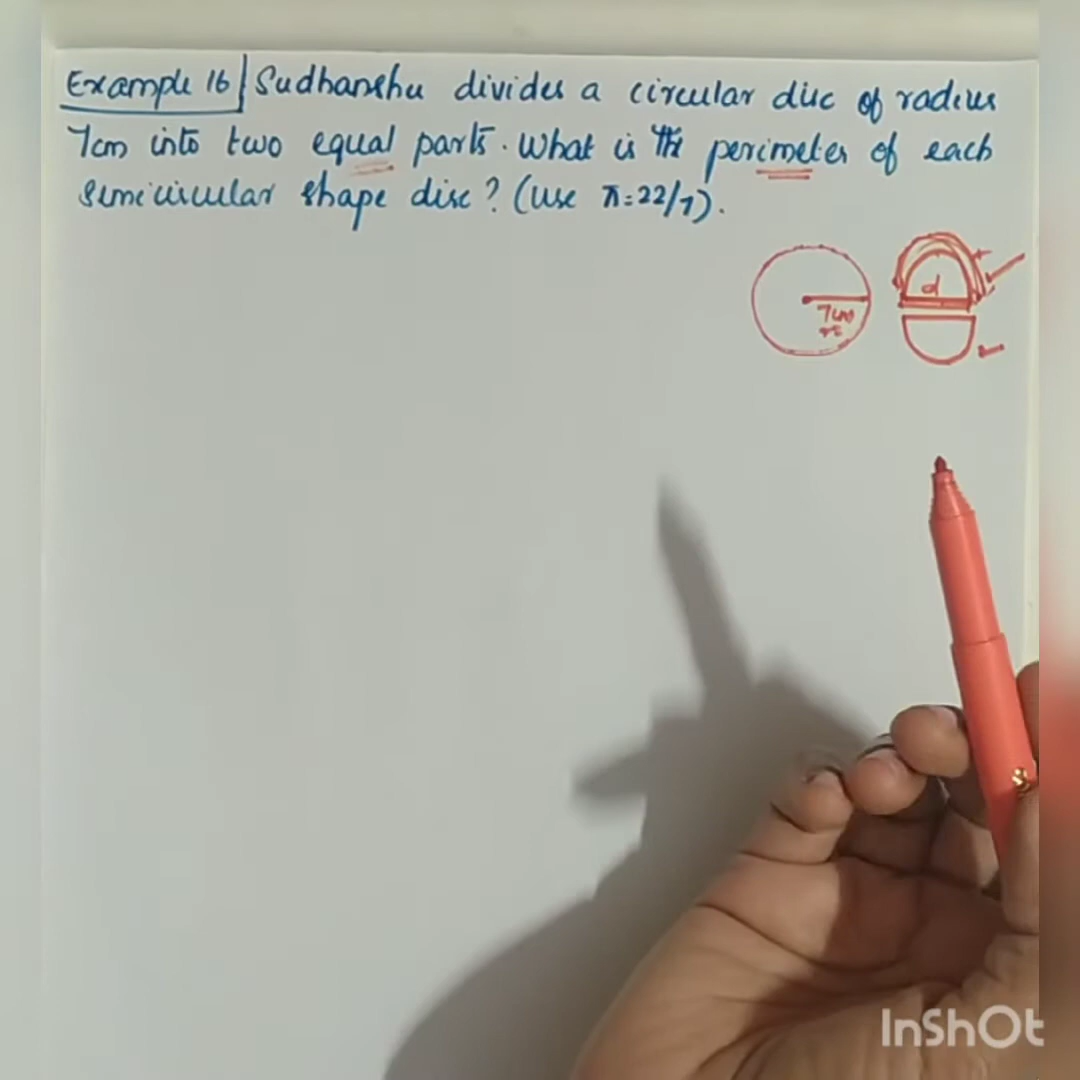 Example 16 Sudhanshu divides a circular disc of radius
7cm into two equal parts. What is the perimeter of each
semicircular shape disc? (Use π=22/7).
d
7cm
InShOt